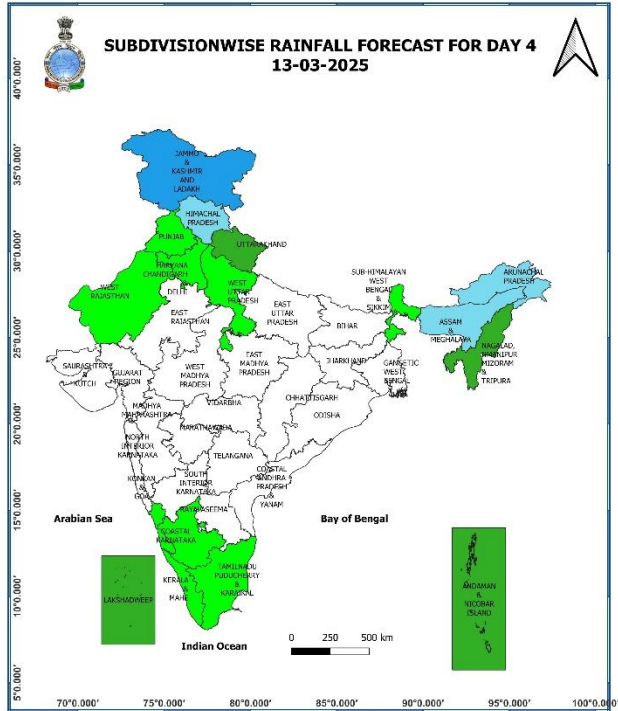 SUBDIVISIONWISE RAINFALL FORECAST FOR DAY 4
13-03-2025
40°0.000'
35°0.000'
30°0.000'
25°0.000'
20°0.000'
15°0.000'
10°0.000'
5°0.000'
JAMMU
&
KASHMIR
AND
LADAKH
HIMACHAL
PRADESH
PUNJAB
UTTARAKHAND
HARYANA
CHANDIGARH
&
DELHI
WEST
RAJASTHAN
WEST
UTTAR
PRADESH
EAST
RAJASTHAN
EAST
UTTAR
PRADESH
SUB-HIMALAYAN
WEST
BENGAL
&
SIKKIM
ARUNACHAL
PRADESH
ASSAM
&
MEGHALAYA
NAGALAD,
MANIPUR
MIZORAM
&
TRIPURA
BIHAR
SAURASHTRA
&
KUTCH
GUJARAT
REGION
WEST
MADHYA
PRADESH
EAST
MADHYA
PRADESH
JHARKHAND
GANGETIC
WEST
BENGAL
CHHATTISGARH
ODISHA
VIDARBHA
MADHYA
MAHARASHTRA
MARATHAWADA
NORTH
INTERIOR
KARNATAKA
TELANGANA
KONKAN
&
GOA
SOUTH
INTERIOR
KARNATAKA
COASTAL
ANDHRA
PRADESH
&
YANAM
RAYALASEEMA
Arabian Sea
Bay of Bengal
COASTAL
KARNATAKA
TAMILNADU
PUDUCHERRY
&
KARAIKAL
KERALA
&
MAHE
LAKSHADWEEP
ANDAMAN
&
NICOBAR
ISLAND
Indian Ocean
0 250 500 km
70°0.000' 75°0.000' 80°0.000' 85°0.000' 90°0.000' 95°0.000' 100°0.000'